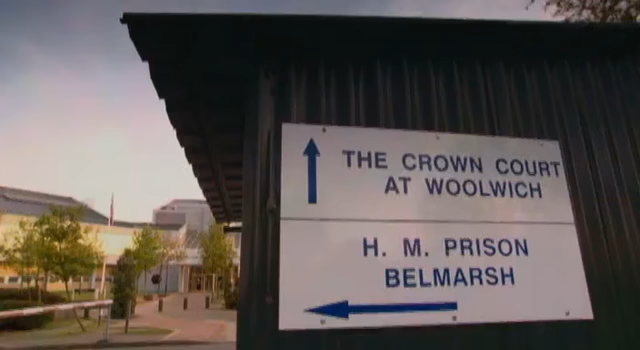 THE CROWN COURT
AT WOOLWICH
H. M. PRISON
BELMARSH